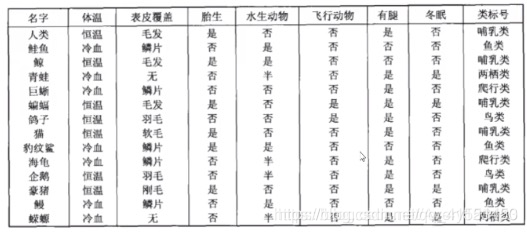 名字 体温 表皮覆盖 胎生 水生动物 飞行动物 有腿 冬眠 类标号
人类 恒温 毛发 是 否 否 是 否 哺乳类
鲑鱼 冷血 鳞片 否 是 否 否 否 鱼类
鲸 恒温 毛发 是 是 否 否 否 哺乳类
青蛙 冷血 无 否 半 否 是 是 两栖类
巨蜥 冷血 鳞片 否 否 否 是 否 爬行类
蝙蝠 恒温 毛发 是 否 是 是 是 哺乳类
鸽子 恒温 羽毛 否 否 是 是 否 鸟类
猫 恒温 软毛 是 否 否 是 否 哺乳类
豹纹鲨 冷血 鳞片 是 是 否 否 否 鱼类
海龟 冷血 鳞片 否 半 否 是 否 爬行类
企鹅 恒温 羽毛 否 半 否 是 否 鸟类
豪猪 恒温 刚毛 是 否 否 是 是 哺乳类
鳗 冷血 鳞片 否 是 否 否 否 鱼类
蝾螈 冷血 无 否 半 否 是 是 两栖类